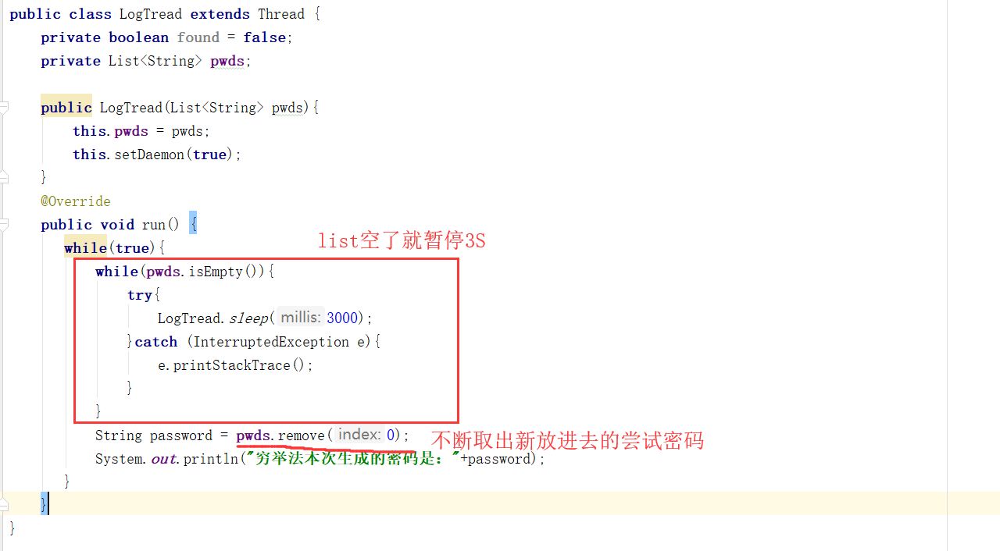 public class LogTread extends Thread {
private boolean found = false;
private List<String> pwds;
public LogTread(List<String> pwds){
this.pwds = pwds;
this.setDaemon(true);
}
@Override
public void run() {
list空了就暂停3S
while(true){
while(pwds.isEmpty()){
try{
LogTread.sleep( millis: 3000);
}catch (InterruptedException e){
e.printStackTrace();
}
}
String password = pwds.remove( index: 0);
不断取出新放进去的尝试密码
System.out.println("穷举法本次生成的密码是："+password);
}
}
}